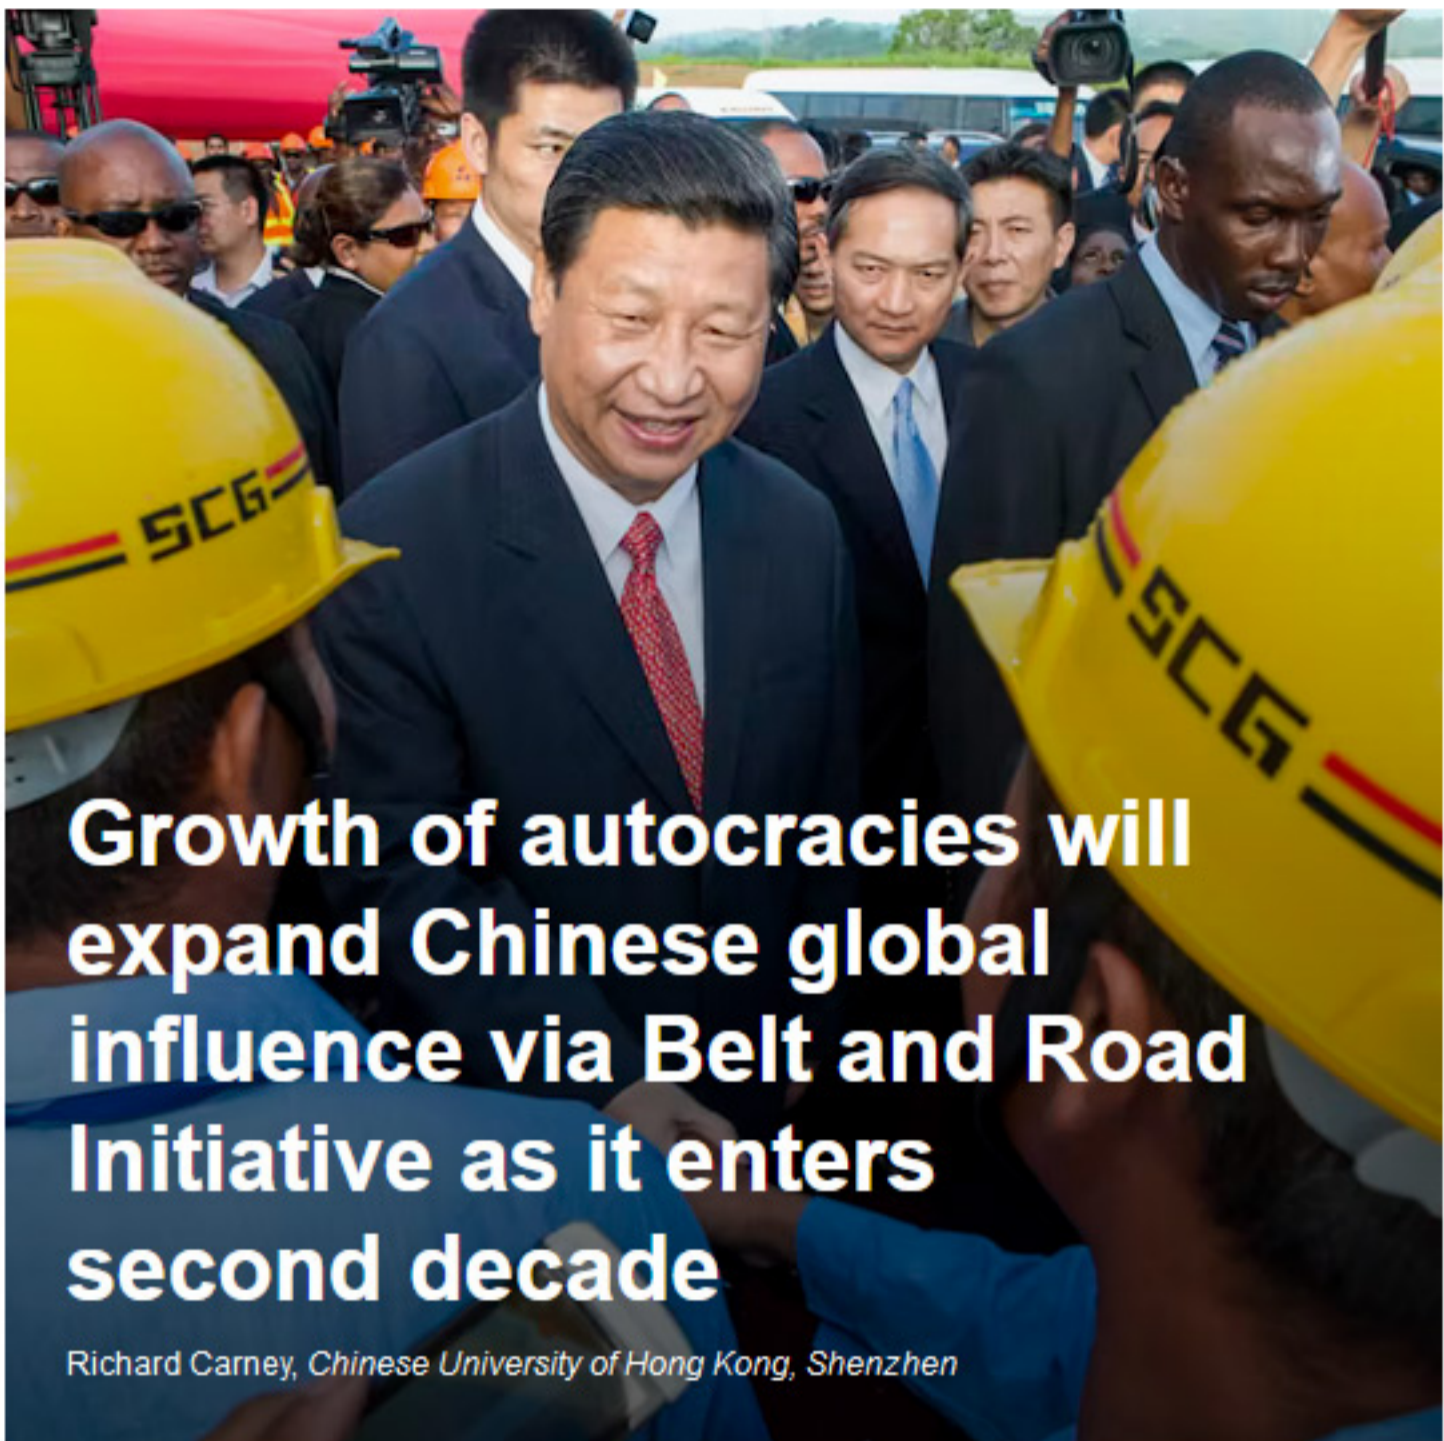 SCG
SCG
Growth of autocracies will
expand Chinese global
influence via Belt and Road
Initiative as it enters
second decade
Richard Carney, Chinese University of Hong Kong, Shenzhen